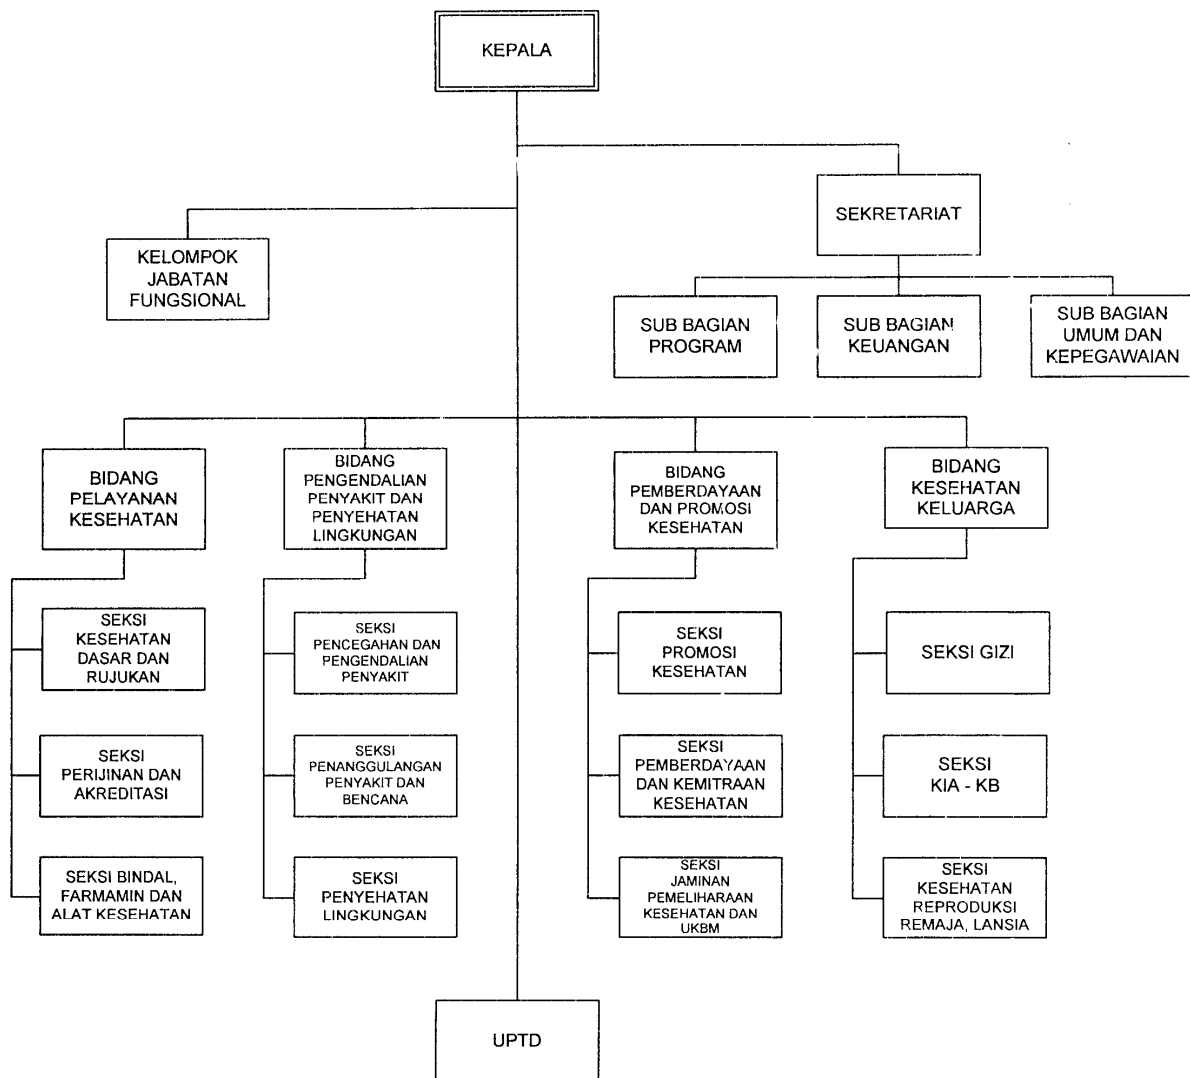 KEPALA
SEKRETARIAT
KELOMPOK
JABATAN
FUNGSIONAL
SUB BAGIAN
PROGRAM
SUB BAGIAN
KEUANGAN
SUB BAGIAN
UMUM DAN
KEPEGAWAIAN
BIDANG
PELAYANAN
KESEHATAN
BIDANG
PENGENDALIAN
PENYAKIT DAN
PENYEHATAN
LINGKUNGAN
BIDANG
PEMBERDAYAAN
DAN PROMOSI
KESEHATAN
BIDANG
KESEHATAN
KELUARGA
SEKSI
KESEHATAN
DASAR DAN
RUJUKAN
SEKSI
PENCEGAHAN DAN
PENGENDALIAN
PENYAKIT
SEKSI
PROMOSI
KESEHATAN
SEKSI GIZI
SEKSI
PERIJINAN DAN
AKREDITASI
SEKSI
PENANGGULANGAN
PENYAKIT DAN
BENCANA
SEKSI
PEMBERDAYAAN
DAN KEMITRAAN
KESEHATAN
SEKSI
KIA - KB
SEKSI BINDAL,
FARMAMIN DAN
ALAT KESEHATAN
SEKSI
PENYEHATAN
LINGKUNGAN
SEKSI
JAMINAN
PEMELIHARAAN
KESEHATAN DAN
UKBM
SEKSI
KESEHATAN
REPRODUKSI
REMAJA, LANSIA
UPTD